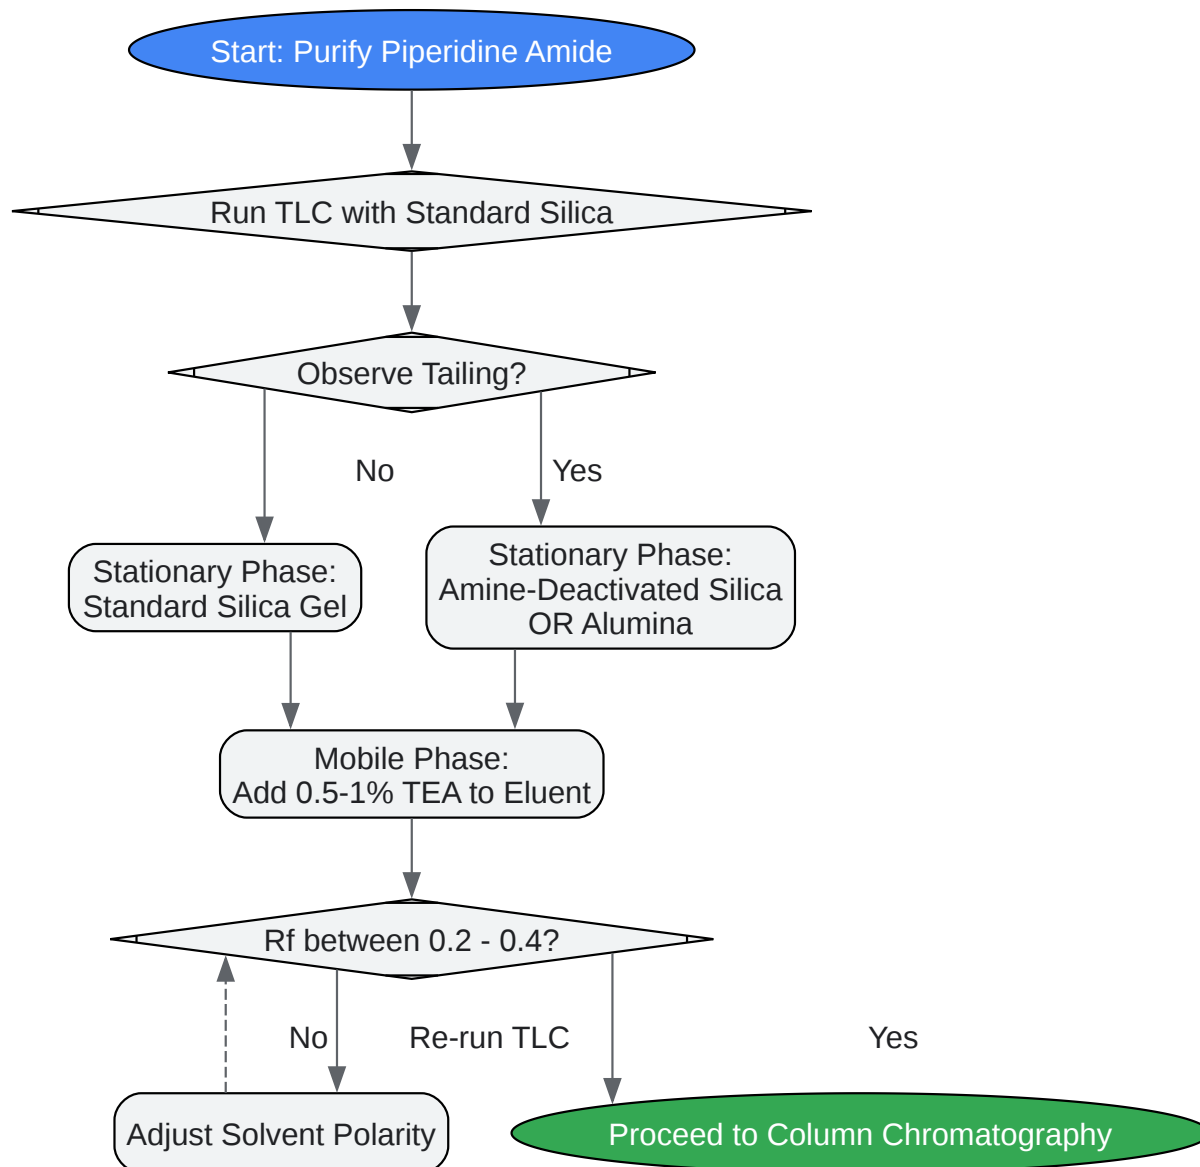 Start: Purify Piperidine Amide
Run TLC with Standard Silica
Observe Tailing?
No
Yes
Stationary Phase:
Standard Silica Gel
Stationary Phase:
Amine-Deactivated Silica
OR Alumina
Mobile Phase:
Add 0.5-1% TEA to Eluent
Rf between 0.2 - 0.4?
No
Re-run TLC
Yes
Adjust Solvent Polarity
Proceed to Column Chromatography